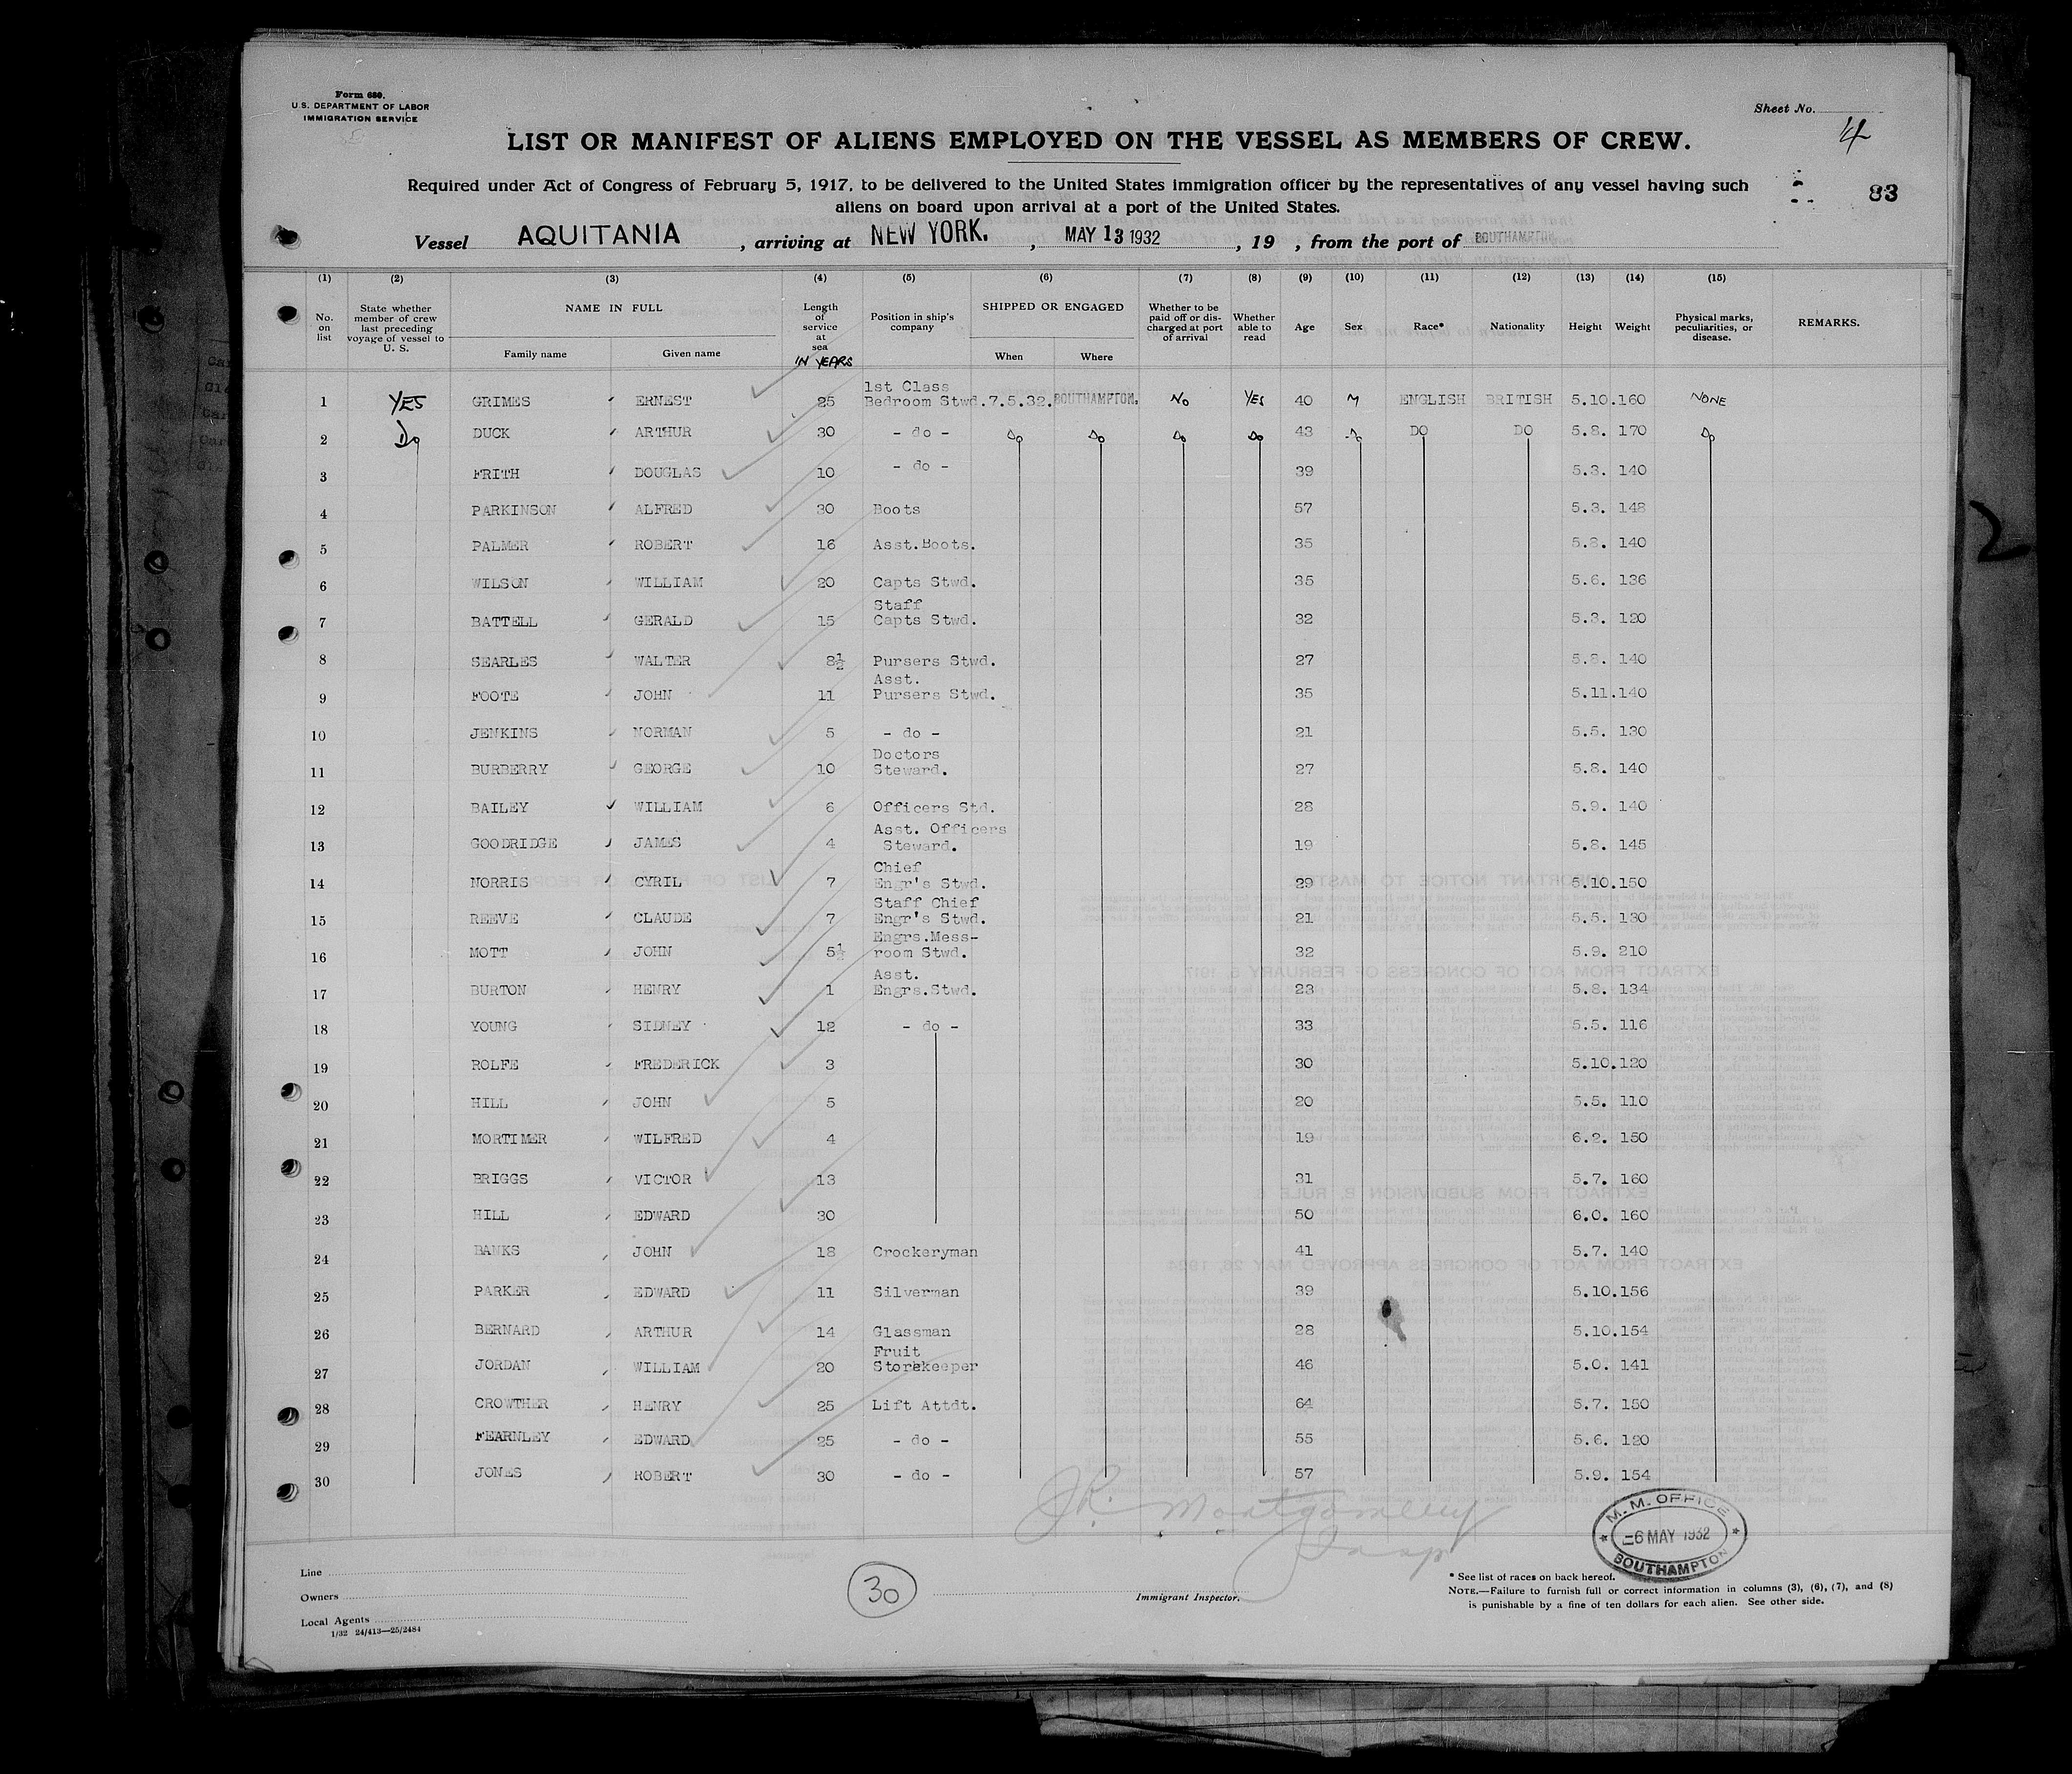 Form 680.
U.S. DEPARTMENT OF LABOR
IMMIGRATION SERVICE
Sheet No.
4
LIST OR MANIFEST OF ALIENS EMPLOYED ON THE VESSEL AS MEMBERS OF CREW.
Required under Act of Congress of February 5, 1917, to be delivered to the United States immigration officer by the representatives of any vessel having such
aliens on board upon arrival at a port of the United States.
83
Vessel AQUITANIA , arriving at NEW YORK. , MAY 13 1932 , 19 , from the port of SOUTHAMPTON
(1) (2) (3) (4) (5) (6) (7) (8) (9) (10) (11) (12) (13) (14) (15)
No. on list State whether member of crew last preceding voyage of vessel to U. S. NAME IN FULL Family name Given name Length of service at sea IN YEARS Position in ship's company SHIPPED OR ENGAGED When Where Whether to be paid off or discharged at port of arrival Whether able to read Age Sex Race* Nationality Height Weight Physical marks, peculiarities, or disease. REMARKS.
1 YES GRIMES ERNEST 25 1st Class Bedroom Stwd. 7.5.32. SOUTHAMPTON. No YES 40 M ENGLISH BRITISH 5.10. 160 NONE
2 Do DUCK ARTHUR 30 - do - Do Do Do Do 43 Do DO DO 5.8. 170 Do
3 FRITH DOUGLAS 10 - do - 39 5.3. 140
4 PARKINSON ALFRED 30 Boots 57 5.3. 148
5 PALMER ROBERT 16 Asst.Boots. 35 5.8. 140
6 WILSON WILLIAM 20 Capts Stwd. 35 5.6. 136
7 BATTELL GERALD 15 Staff Capts Stwd. 32 5.3. 120
8 SEARLES WALTER 8½ Pursers Stwd. 27 5.8. 140
9 FOOTE JOHN 11 Asst. Pursers Stwd. 35 5.11. 140
10 JENKINS NORMAN 5 - do - 21 5.5. 130
11 BURBERRY GEORGE 10 Doctors Steward. 27 5.8. 140
12 BAILEY WILLIAM 6 Officers Std. 28 5.9. 140
13 GOODRIDGE JAMES 4 Asst. Officers Steward. 19 5.8. 145
14 NORRIS CYRIL 7 Chief Engr's Stwd. 29 5.10. 150
15 REEVE CLAUDE 7 Staff Chief Engr's Stwd. 21 5.5. 130
16 MOTT JOHN 5½ Engrs.Mess-room Stwd. 32 5.9. 210
17 BURTON HENRY 1 Asst. Engrs.Stwd. 23 5.8. 134
18 YOUNG SIDNEY 12 - do - 33 5.5. 116
19 ROLFE FREDERICK 3 30 5.10. 120
20 HILL JOHN 5 20 5.5. 110
21 MORTIMER WILFRED 4 19 6.2. 150
22 BRIGGS VICTOR 13 31 5.7. 160
23 HILL EDWARD 30 50 6.0. 160
24 BANKS JOHN 18 Crockeryman 41 5.7. 140
25 PARKER EDWARD 11 Silverman 39 5.10. 156
26 BERNARD ARTHUR 14 Glassman 28 5.10. 154
27 JORDAN WILLIAM 20 Fruit Storekeeper 46 5.0. 141
28 CROWTHER HENRY 25 Lift Attdt. 64 5.7. 150
29 FEARNLEY EDWARD 25 - do - 55 5.6. 120
30 JONES ROBERT 30 - do - 57 5.9. 154
JR. Montgomery
M. M. OFFICE
-6 MAY 1932
SOUTHAMPTON
Line
Owners
Local Agents
1/32 24/413—25/2484
30
Immigrant Inspector.
* See list of races on back hereof.
NOTE.—Failure to furnish full or correct information in columns (3), (6), (7), and (8)
is punishable by a fine of ten dollars for each alien. See other side.
2